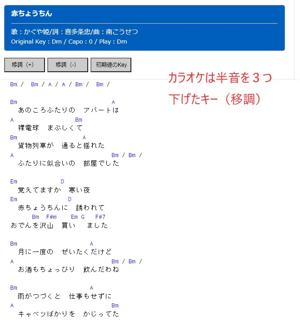 赤ちょうちん
歌：かぐや姫/詞：喜多条忠/曲：南こうせつ
Original Key : Dm / Capo : 0 / Play : Dm
移調（+） 移調（-） 初期値のKey
カラオケは半音を３つ
下げたキー（移調）
Bm / Bm / A / A / Bm / Bm /
Bm A
あのころふたりの アパートは
A Bm
裸電球 まぶしくて
Bm A
貨物列車が 通ると揺れた
A Bm / Bm /
ふたりに似合いの 部屋でした
Em D
覚えてますか 寒い夜
Em D
赤ちょうちんに 誘われて
Bm F#m Em G F#7
おでんを沢山 買い ました
Bm A
月に一度の ぜいたくだけど
A Bm / Bm /
お酒もちょっぴり 飲んだわね
Bm A
雨がつづくと 仕事もせずに
A Bm
キャベツばかりを かじってた